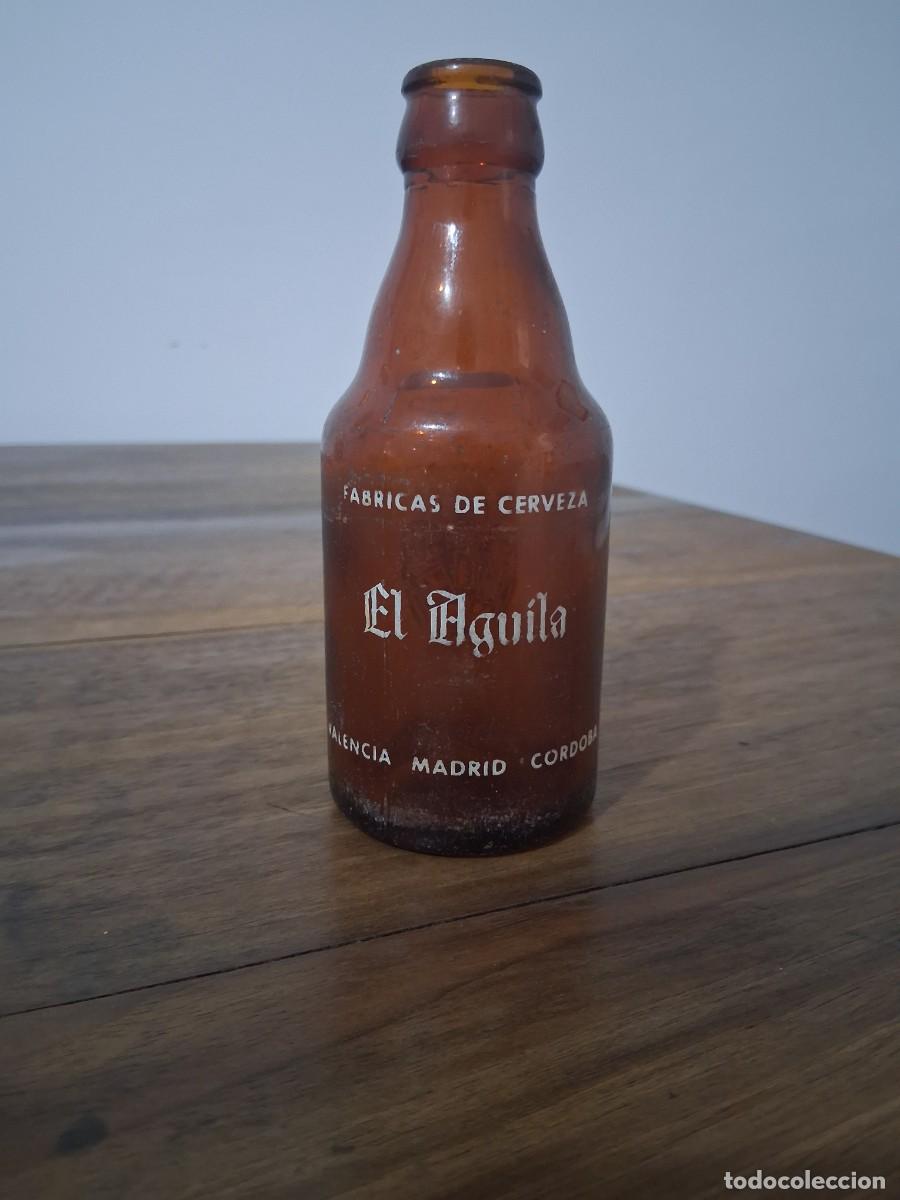 FABRICAS DE CERVEZA
El Aguila
VALENCIA MADRID CORDOBA
todocoleccion